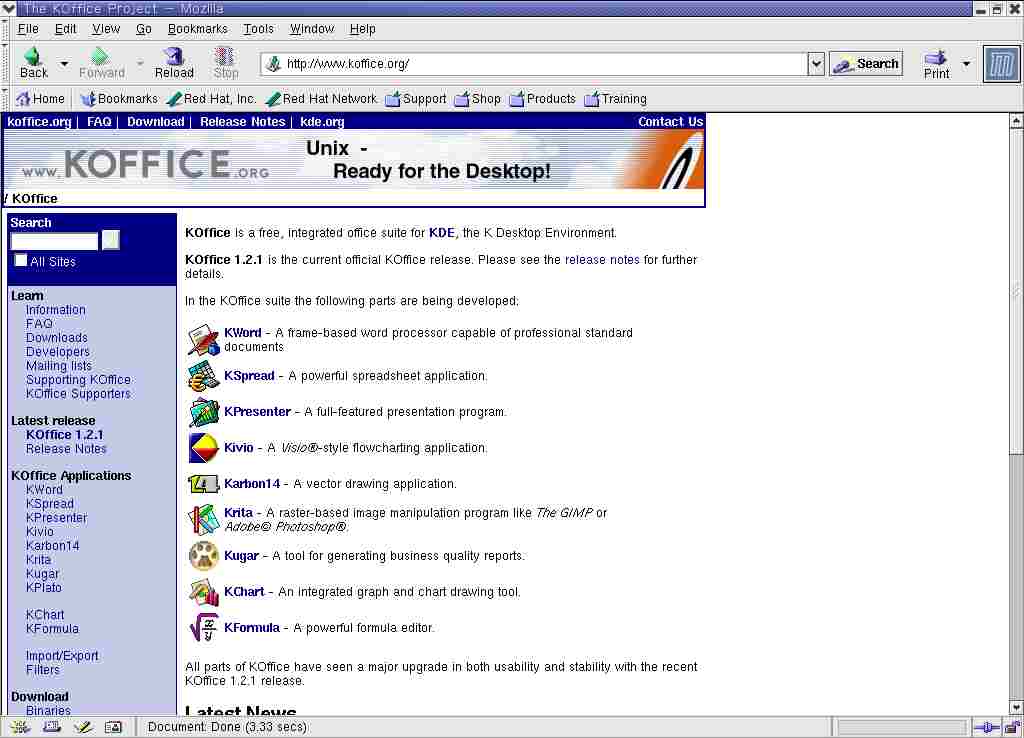 The KOffice Project - Mozilla
File Edit View Go Bookmarks Tools Window Help
Back Forward Reload Stop http://www.koffice.org/ Search Print
Home Bookmarks Red Hat, Inc. Red Hat Network Support Shop Products Training
koffice.org | FAQ | Download | Release Notes | kde.org Contact Us
www.KOFFICE.ORG
Unix -
Ready for the Desktop!
/ KOffice
Search
All Sites
Learn
Information
FAQ
Downloads
Developers
Mailing lists
Supporting KOffice
KOffice Supporters
Latest release
KOffice 1.2.1
Release Notes
KOffice Applications
KWord
KSpread
KPresenter
Kivio
Karbon14
Krita
Kugar
KPlato
KChart
KFormula
Import/Export
Filters
Download
Binaries
KOffice is a free, integrated office suite for KDE, the K Desktop Environment.
KOffice 1.2.1 is the current official KOffice release. Please see the release notes for further
details.
In the KOffice suite the following parts are being developed:
KWord - A frame-based word processor capable of professional standard
documents
KSpread - A powerful spreadsheet application.
KPresenter - A full-featured presentation program.
Kivio - A Visio®-style flowcharting application.
Karbon14 - A vector drawing application.
Krita - A raster-based image manipulation program like The GIMP or
Adobe© Photoshop®.
Kugar - A tool for generating business quality reports.
KChart - An integrated graph and chart drawing tool.
KFormula - A powerful formula editor.
All parts of KOffice have seen a major upgrade in both usability and stability with the recent
KOffice 1.2.1 release.
Latest News
Document: Done (3.33 secs)